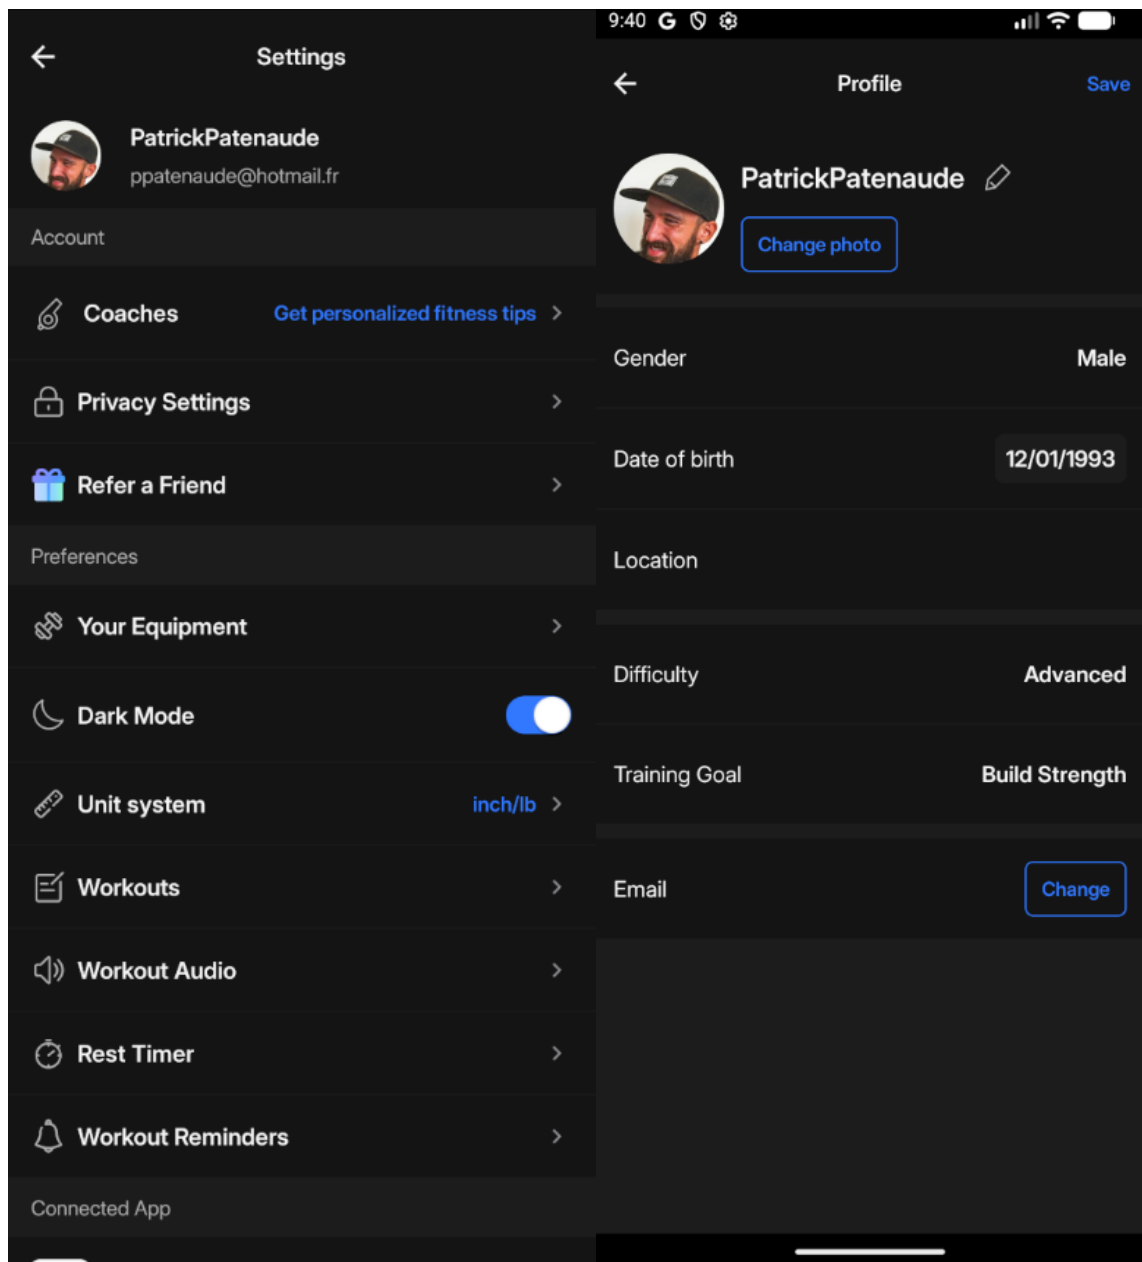 Settings
PatrickPatenaude
ppatenaude@hotmail.fr
Account
Coaches Get personalized fitness tips
Privacy Settings
Refer a Friend
Preferences
Your Equipment
Dark Mode
Unit system inch/lb
Workouts
Workout Audio
Rest Timer
Workout Reminders
Connected App
9:40 G
Profile Save
PatrickPatenaude
Change photo
Gender Male
Date of birth 12/01/1993
Location
Difficulty Advanced
Training Goal Build Strength
Email Change